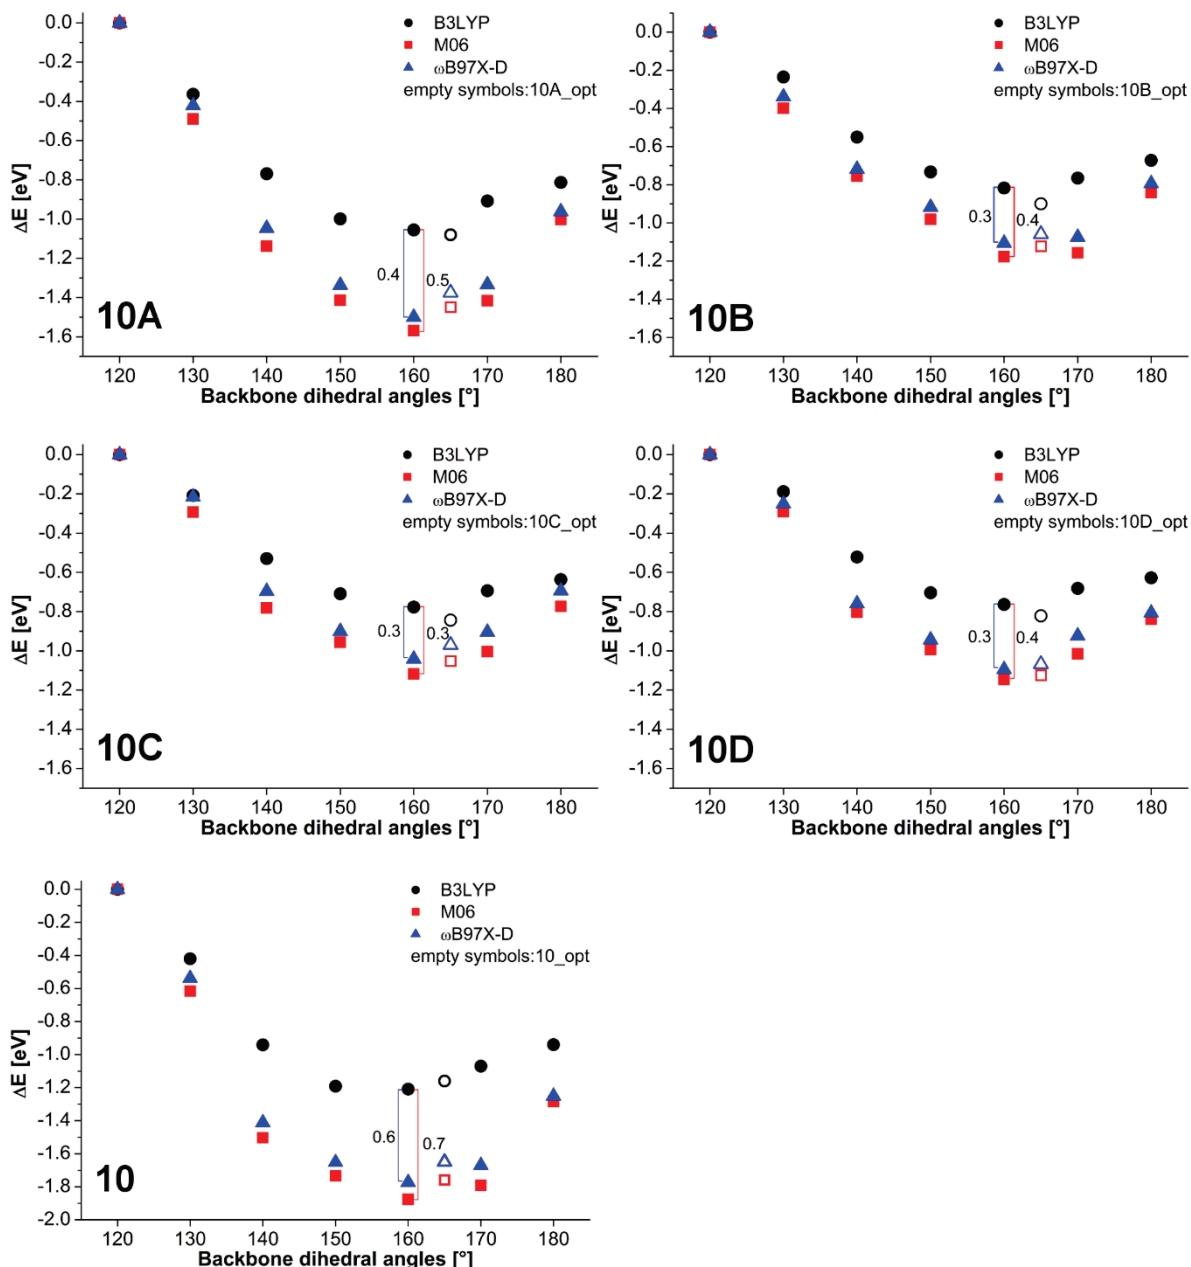 0.0
-0.2
-0.4
-0.6
-0.8
-1.0
-1.2
-1.4
-1.6
ΔE [eV]
B3LYP
M06
ωB97X-D
empty symbols:10A_opt
0.4
0.5
10A
120 130 140 150 160 170 180
Backbone dihedral angles [°]
0.0
-0.2
-0.4
-0.6
-0.8
-1.0
-1.2
-1.4
-1.6
ΔE [eV]
B3LYP
M06
ωB97X-D
empty symbols:10B_opt
0.3
0.4
10B
120 130 140 150 160 170 180
Backbone dihedral angles [°]
0.0
-0.2
-0.4
-0.6
-0.8
-1.0
-1.2
-1.4
-1.6
ΔE [eV]
B3LYP
M06
ωB97X-D
empty symbols:10C_opt
0.3
0.3
10C
120 130 140 150 160 170 180
Backbone dihedral angles [°]
0.0
-0.2
-0.4
-0.6
-0.8
-1.0
-1.2
-1.4
-1.6
ΔE [eV]
B3LYP
M06
ωB97X-D
empty symbols:10D_opt
0.3
0.4
10D
120 130 140 150 160 170 180
Backbone dihedral angles [°]
0.0
-0.2
-0.4
-0.6
-0.8
-1.0
-1.2
-1.4
-1.6
-1.8
-2.0
ΔE [eV]
B3LYP
M06
ωB97X-D
empty symbols:10_opt
0.6
0.7
10
120 130 140 150 160 170 180
Backbone dihedral angles [°]